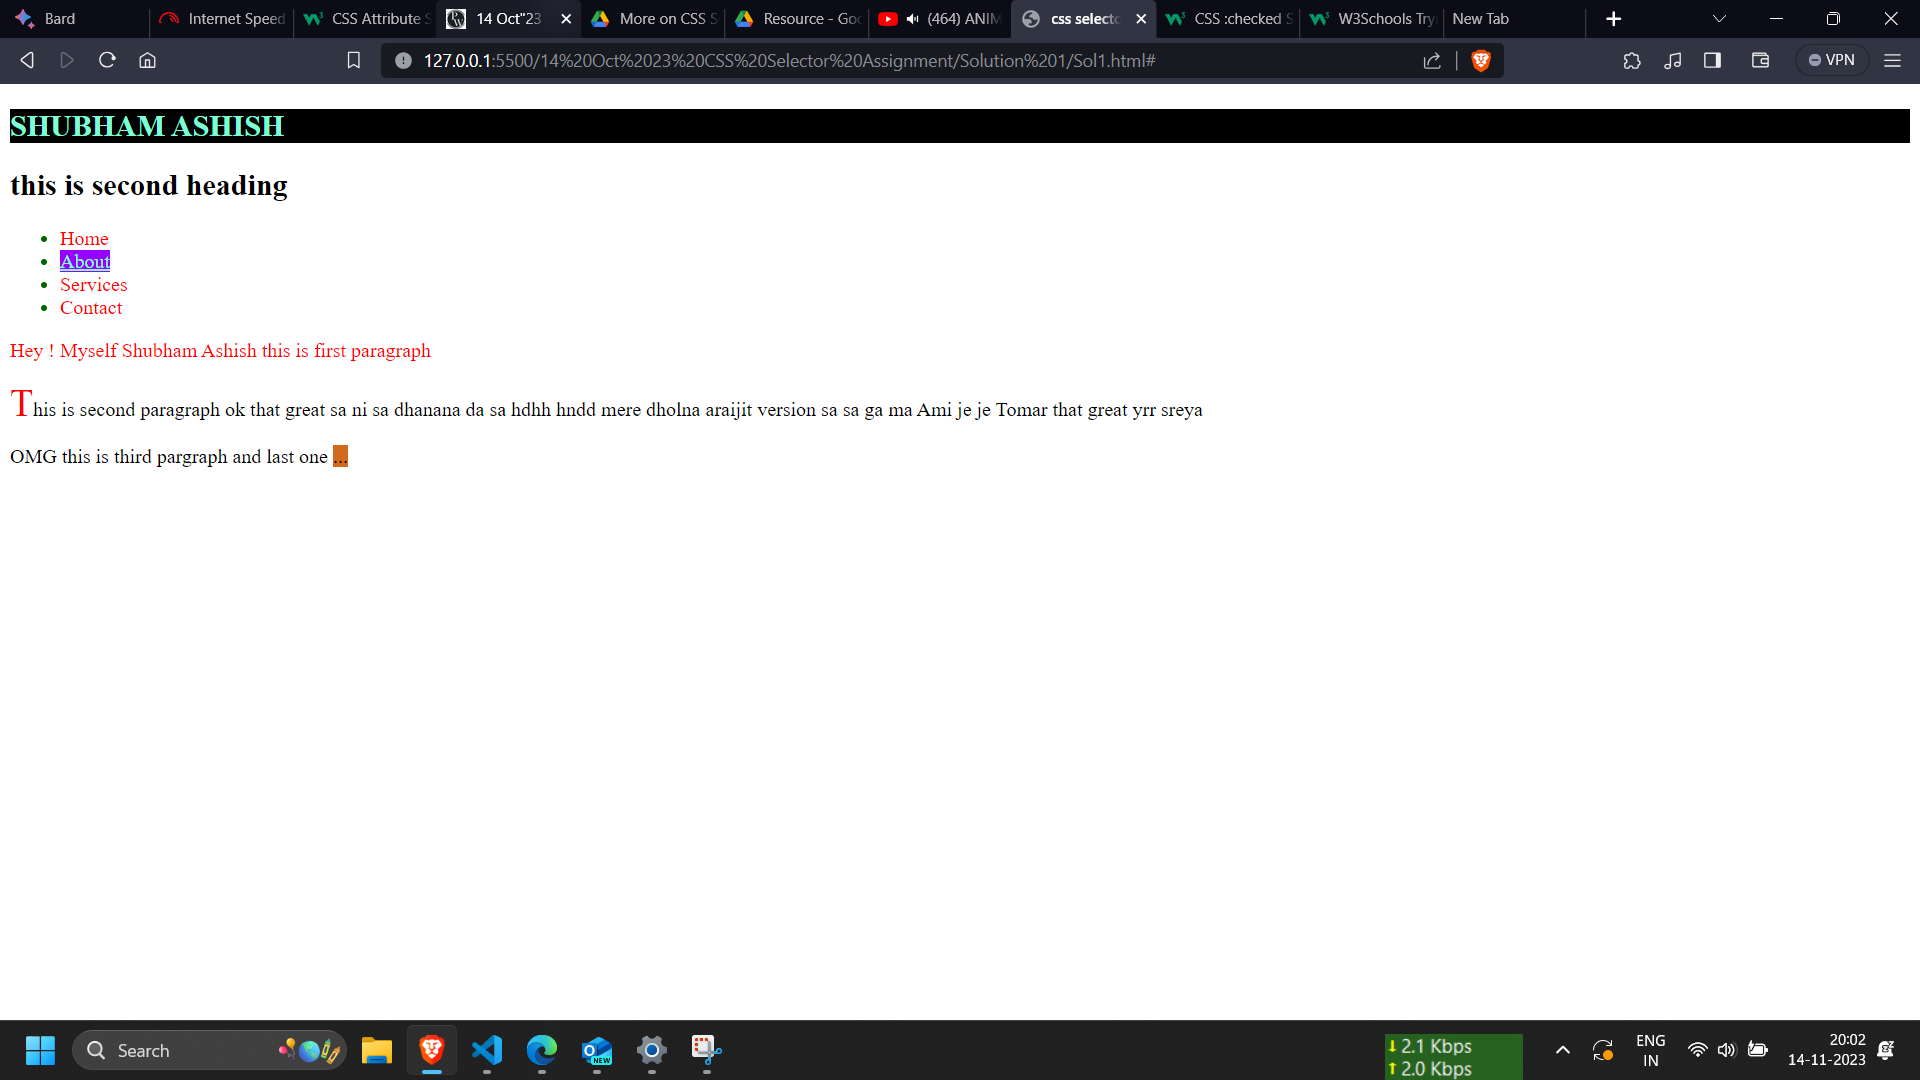 Bard
Internet Speed
CSS Attribute S
14 Oct"23
More on CSS S
Resource - Goo
(464) ANIM
css selecto
CSS :checked S
W3Schools Try
New Tab
127.0.0.1:5500/14%20Oct%2023%20CSS%20Selector%20Assignment/Solution%201/Sol1.html#
VPN
SHUBHAM ASHISH
this is second heading
Home
About
Services
Contact
Hey ! Myself Shubham Ashish this is first paragraph
This is second paragraph ok that great sa ni sa dhanana da sa hdhh hndd mere dholna araijit version sa sa ga ma Ami je je Tomar that great yrr sreya
OMG this is third pargraph and last one ...
Search
NEW
2.1 Kbps
2.0 Kbps
ENG
IN
20:02
14-11-2023